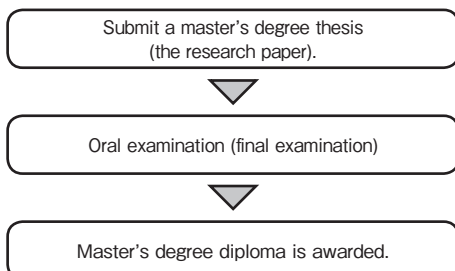 Submit a master's degree thesis
(the research paper).
Oral examination (final examination)
Master's degree diploma is awarded.